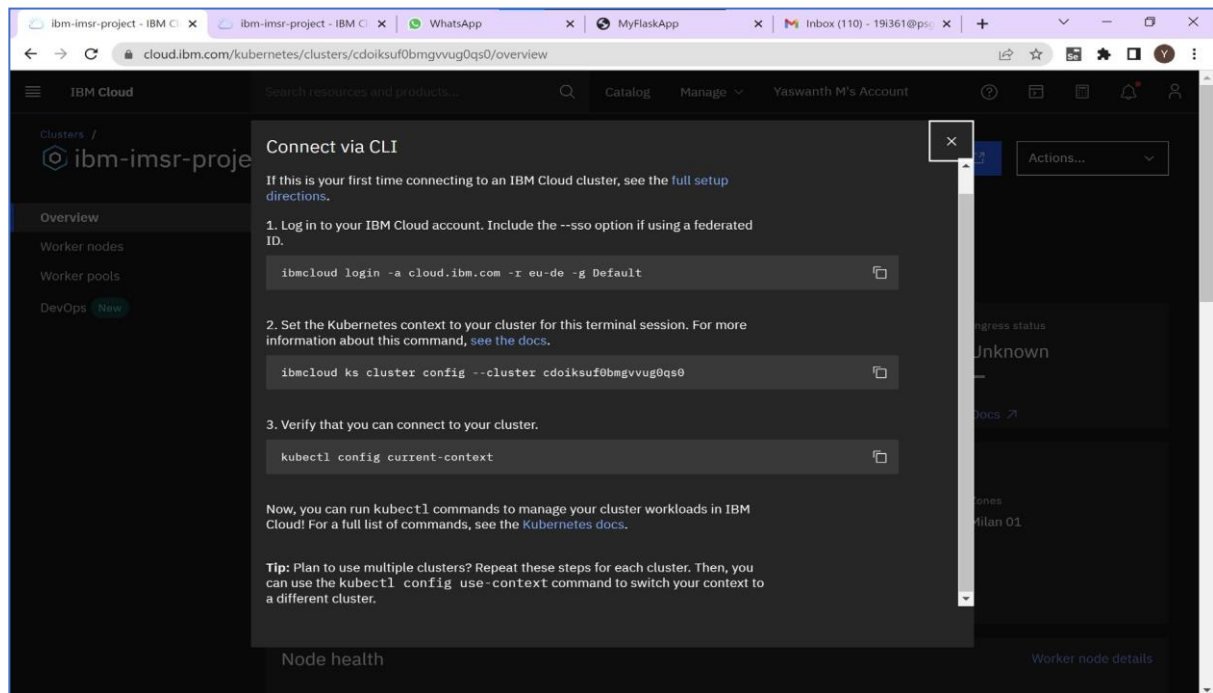 ibm-imsr-project - IBM Cl
ibm-imsr-project - IBM Cl
WhatsApp
MyFlaskApp
Inbox (110) - 19i361@psg
cloud.ibm.com/kubernetes/clusters/cdoiksuf0bmgvvug0qs0/overview
Se
Y
IBM Cloud
Search resources and products...
Catalog
Manage
Yaswanth M's Account
Clusters /
ibm-imsr-proje
Actions...
Overview
Worker nodes
Worker pools
DevOps New
Connect via CLI
If this is your first time connecting to an IBM Cloud cluster, see the full setup
directions.
1. Log in to your IBM Cloud account. Include the --sso option if using a federated
ID.
ibmcloud login -a cloud.ibm.com -r eu-de -g Default
2. Set the Kubernetes context to your cluster for this terminal session. For more
information about this command, see the docs.
ibmcloud ks cluster config --cluster cdoiksuf0bmgvvug0qs0
3. Verify that you can connect to your cluster.
kubectl config current-context
Now, you can run kubectl commands to manage your cluster workloads in IBM
Cloud! For a full list of commands, see the Kubernetes docs.
Tip: Plan to use multiple clusters? Repeat these steps for each cluster. Then, you
can use the kubectl config use-context command to switch your context to
a different cluster.
ngress status
Unknown
Docs
ones
Milan 01
Node health
Worker node details